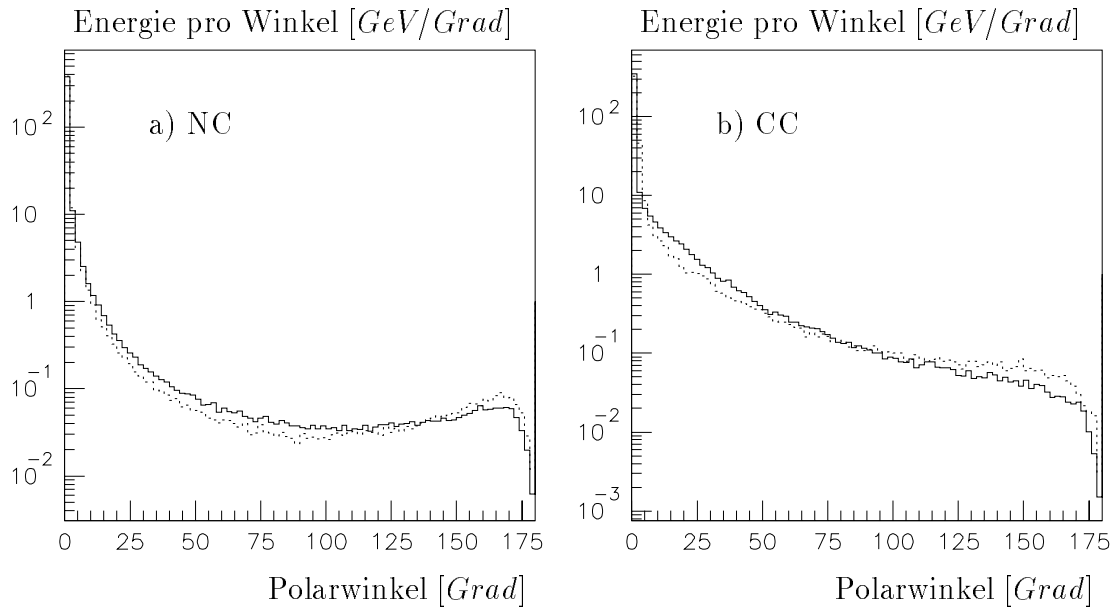 Energie pro Winkel [GeV/Grad] Energie pro Winkel [GeV/Grad]
a) NC
b) CC
10^2
10
1
10^-1
10^-2
0 25 50 75 100 125 150 175
Polarwinkel [Grad]
10^2
10
1
10^-1
10^-2
10^-3
0 25 50 75 100 125 150 175
Polarwinkel [Grad]